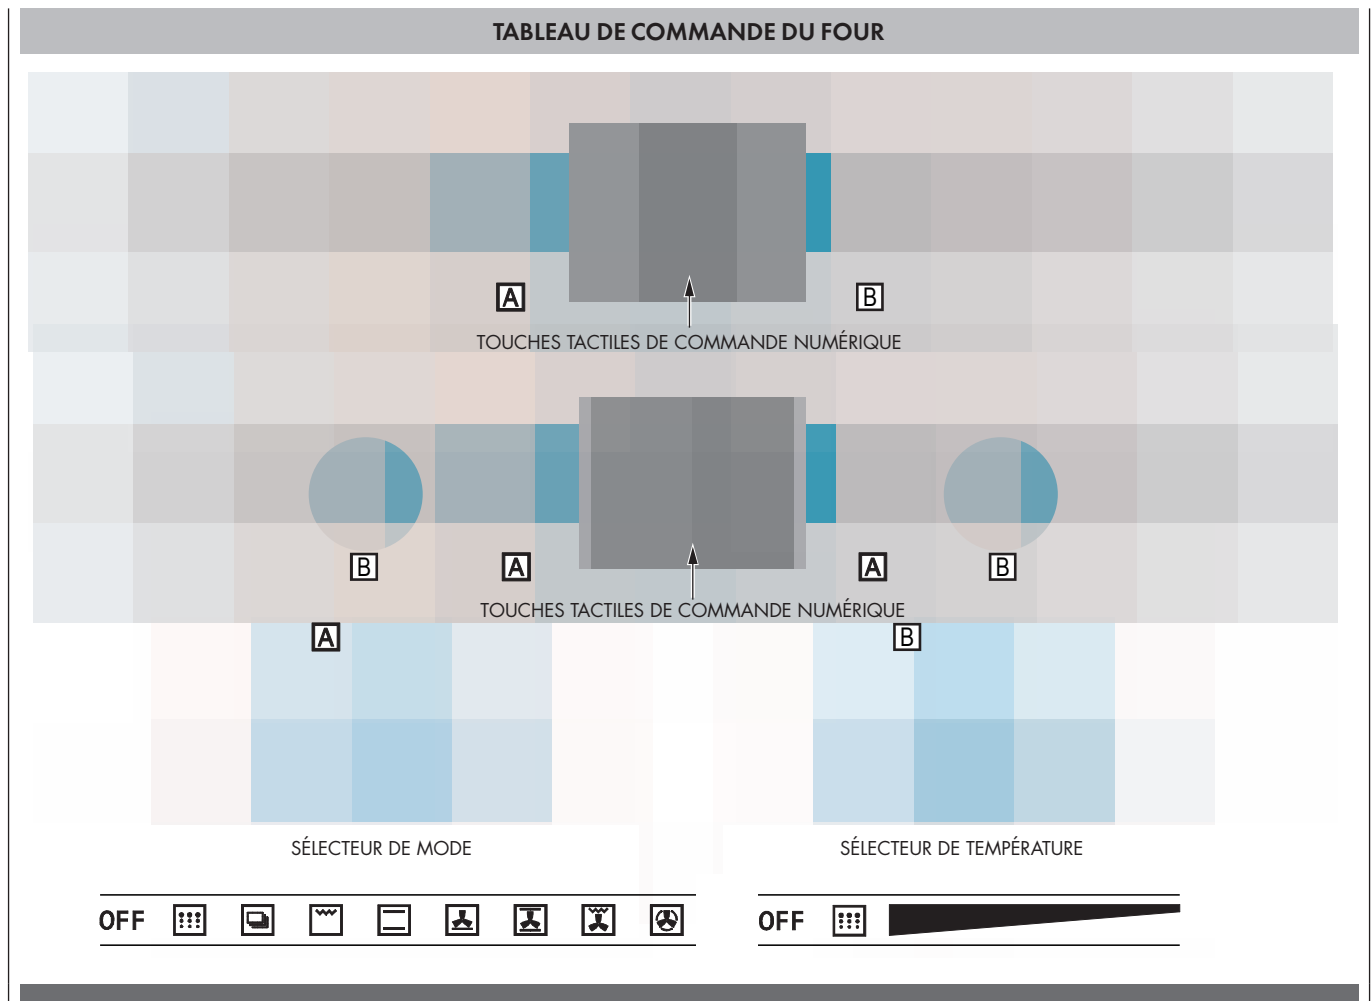 TABLEAU DE COMMANDE DU FOUR
A B
TOUCHES TACTILES DE COMMANDE NUMÉRIQUE
B A A B
TOUCHES TACTILES DE COMMANDE NUMÉRIQUE
A B
SÉLECTEUR DE MODE SÉLECTEUR DE TEMPÉRATURE
OFF OFF